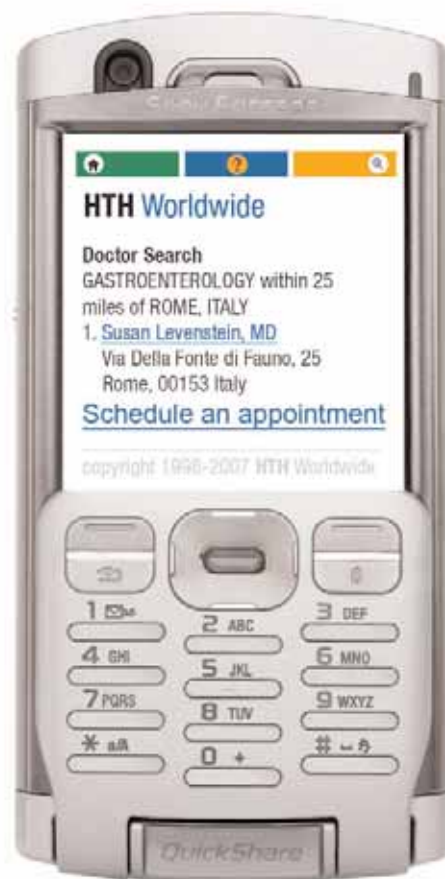 Sony Ericsson
?
HTH Worldwide
Doctor Search
GASTROENTEROLOGY within 25
miles of ROME, ITALY
1. Susan Levenstein, MD
Via Della Fonte di Fauno, 25
Rome, 00153 Italy
Schedule an appointment
copyright 1998-2007 HTH Worldwide
1
2 ABC
3 DEF
4 GHI
5 JKL
6 MNO
7 PQRS
8 TUV
9 WXYZ
* a/A
0 +
#
QuickShare